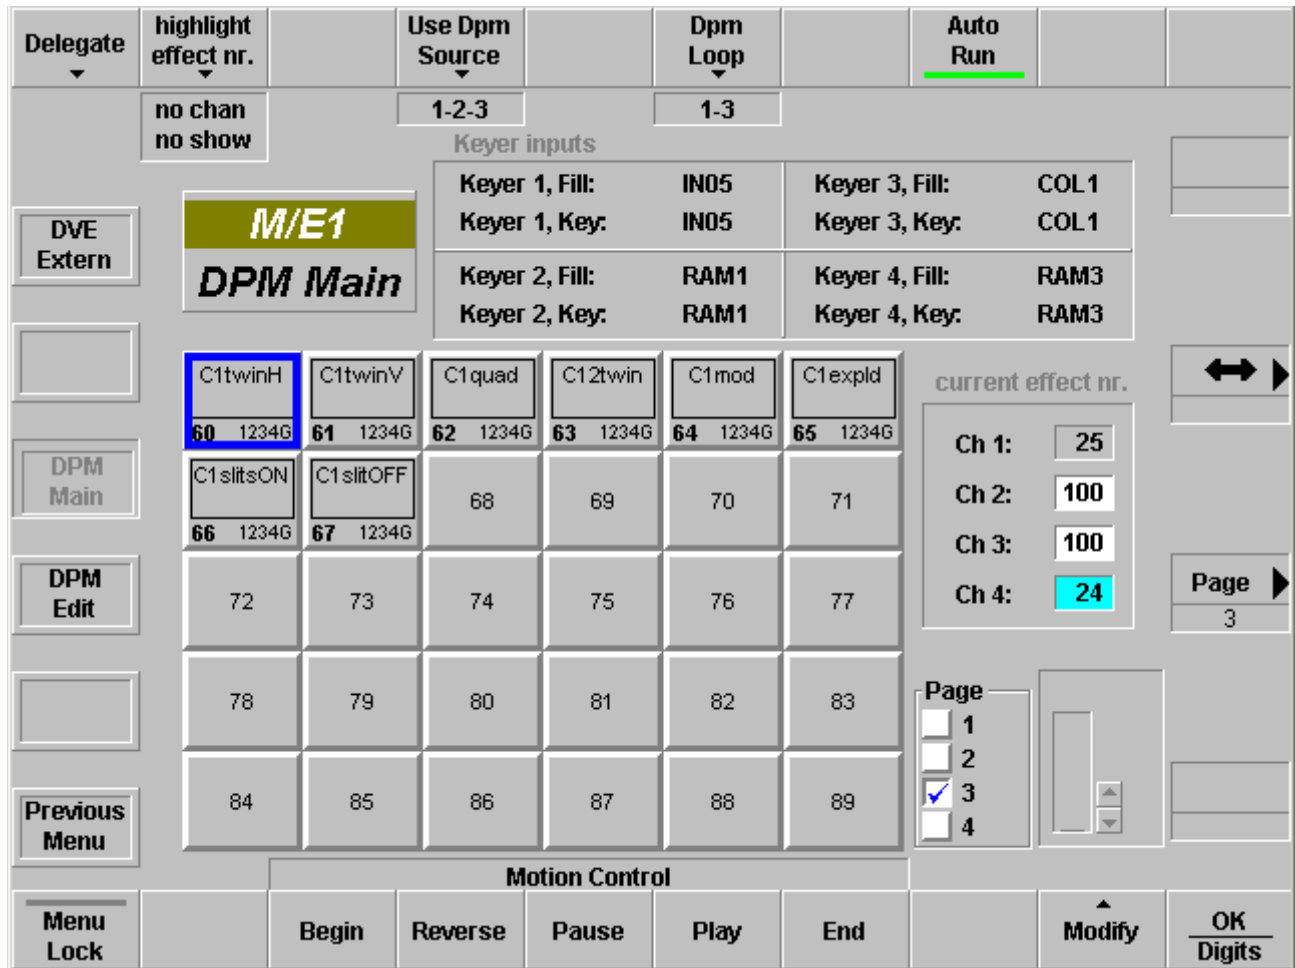 Delegate
highlight
effect nr.
Use Dpm
Source
Dpm
Loop
Auto
Run
no chan
no show
1-2-3
1-3
Keyer inputs
Keyer 1, Fill: IN05 Keyer 3, Fill: COL1
Keyer 1, Key: IN05 Keyer 3, Key: COL1
Keyer 2, Fill: RAM1 Keyer 4, Fill: RAM3
Keyer 2, Key: RAM1 Keyer 4, Key: RAM3
M/E1
DPM Main
DVE
Extern
DPM
Main
DPM
Edit
Previous
Menu
C1twinH C1twinV C1quad C12twin C1mod C1expld
60 1234G 61 1234G 62 1234G 63 1234G 64 1234G 65 1234G
C1slitsON C1slitOFF
66 1234G 67 1234G 68 69 70 71
72 73 74 75 76 77
78 79 80 81 82 83
84 85 86 87 88 89
current effect nr.
Ch 1: 25
Ch 2: 100
Ch 3: 100
Ch 4: 24
Page
3
Page
1
2
3
4
Motion Control
Menu
Lock
Begin
Reverse
Pause
Play
End
Modify
OK
Digits